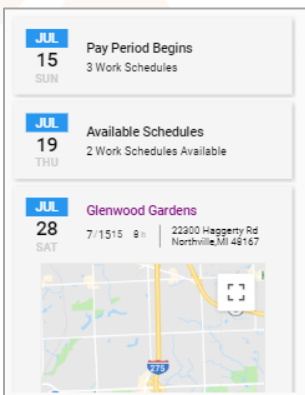 JUL
15
SUN
Pay Period Begins
3 Work Schedules
JUL
19
THU
Available Schedules
2 Work Schedules Available
JUL
28
SAT
Glenwood Gardens
7/1515 8h
22300 Haggerty Rd
Northville,MI 48167
275